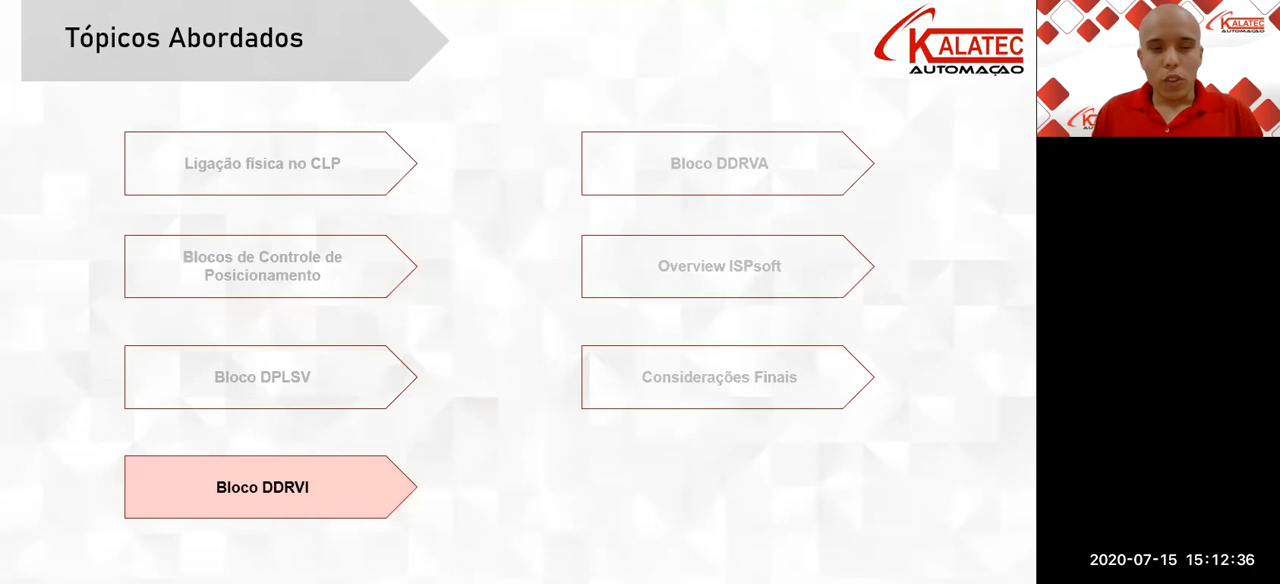 Tópicos Abordados
KALATEC
AUTOMAÇÃO
Ligação física no CLP
Blocos de Controle de
Posicionamento
Bloco DPLSV
Bloco DDRVI
Bloco DDRVA
Overview ISPsoft
Considerações Finais
KALATEC
AUTOMAÇÃO
2020-07-15 15:12:36